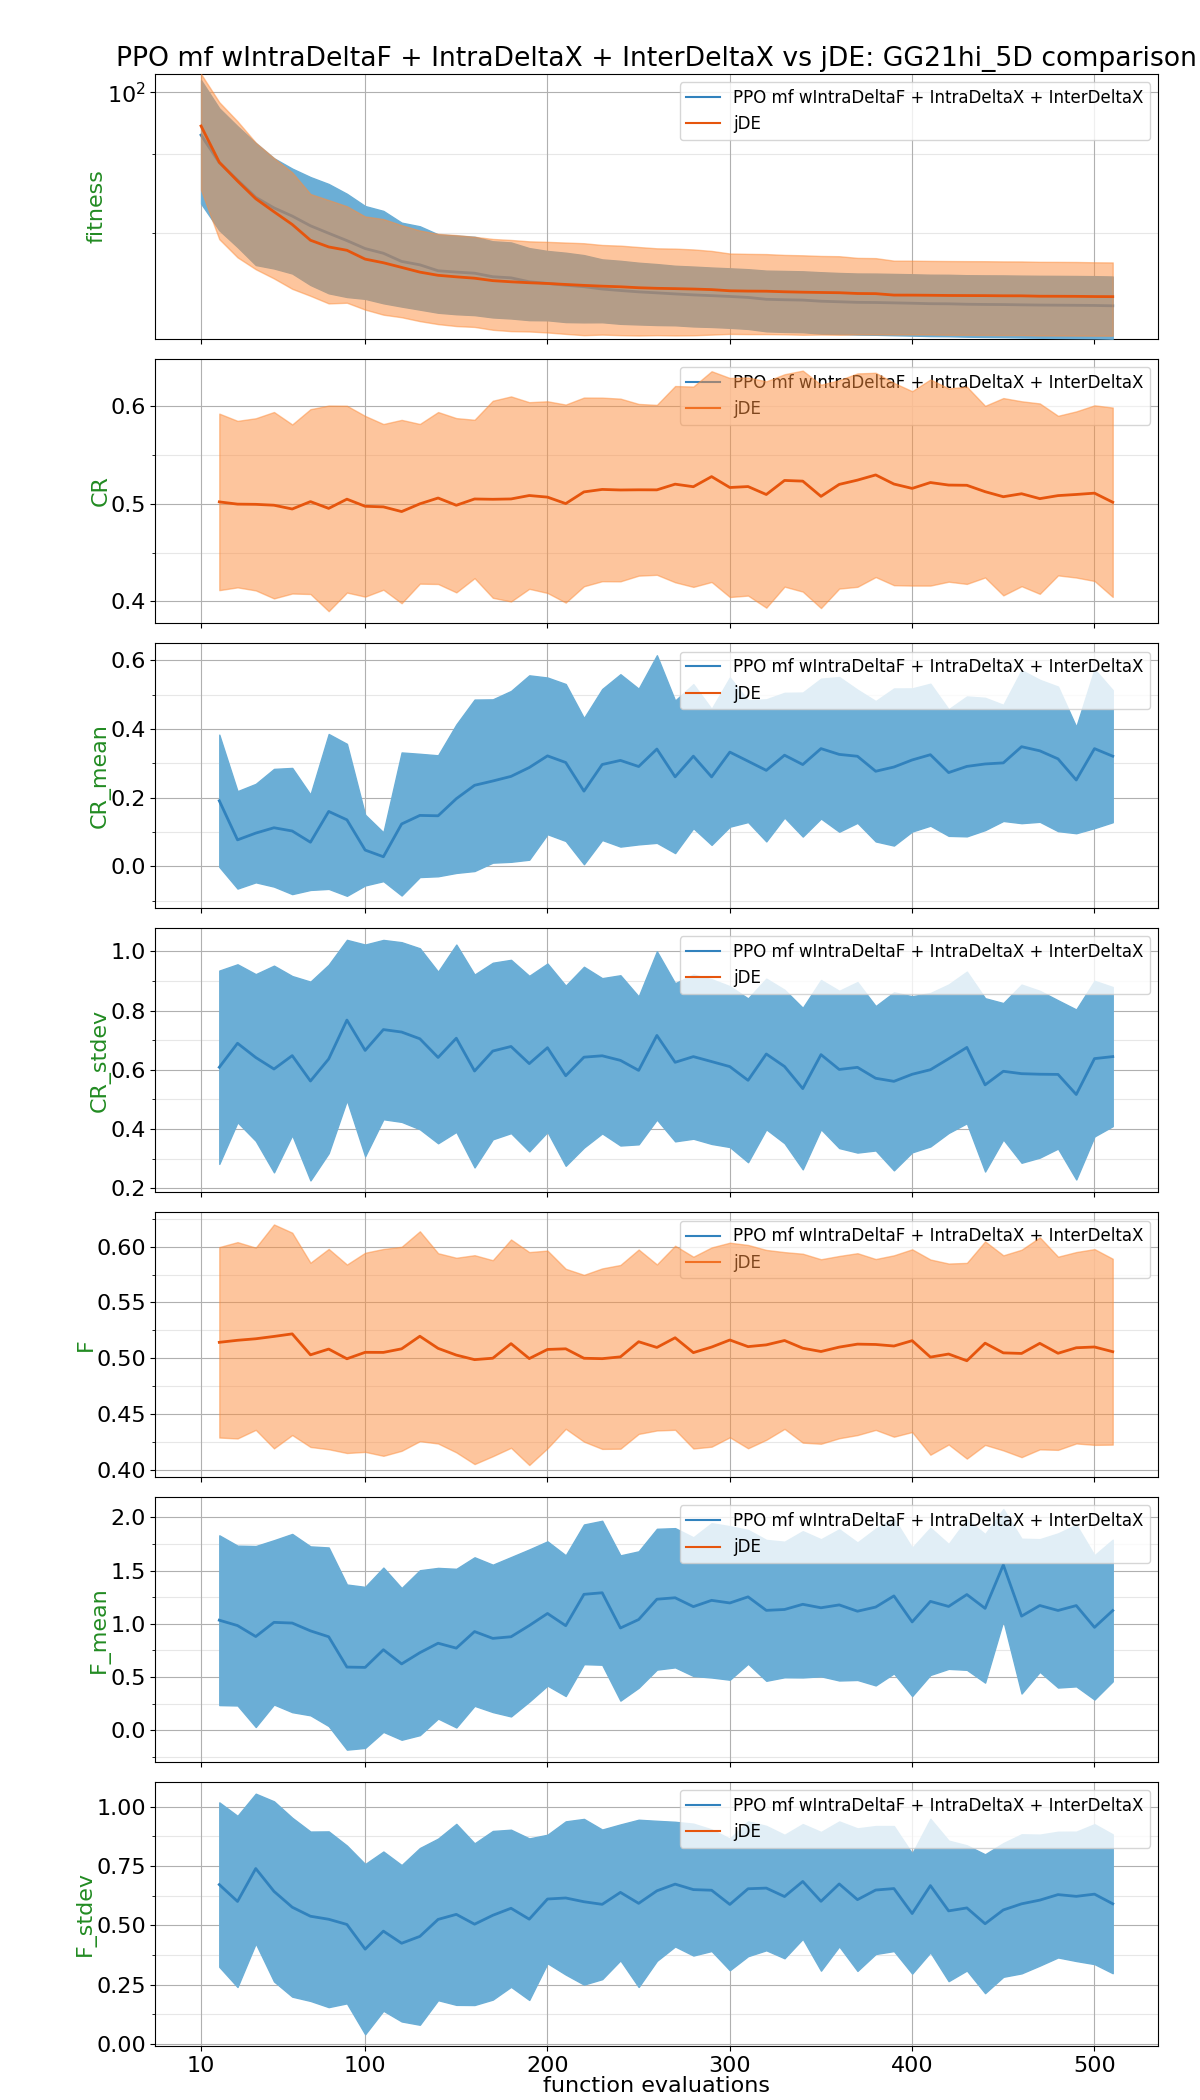 PPO mf wIntraDeltaF + IntraDeltaX + InterDeltaX vs jDE: GG21hi_5D comparison
10²
fitness
PPO mf wIntraDeltaF + IntraDeltaX + InterDeltaX
jDE
0.6
0.5
0.4
CR
PPO mf wIntraDeltaF + IntraDeltaX + InterDeltaX
jDE
0.6
0.4
0.2
0.0
CR_mean
PPO mf wIntraDeltaF + IntraDeltaX + InterDeltaX
jDE
1.0
0.8
0.6
0.4
0.2
CR_stdev
PPO mf wIntraDeltaF + IntraDeltaX + InterDeltaX
jDE
0.60
0.55
0.50
0.45
0.40
F
PPO mf wIntraDeltaF + IntraDeltaX + InterDeltaX
jDE
2.0
1.5
1.0
0.5
0.0
F_mean
PPO mf wIntraDeltaF + IntraDeltaX + InterDeltaX
jDE
1.00
0.75
0.50
0.25
0.00
F_stdev
PPO mf wIntraDeltaF + IntraDeltaX + InterDeltaX
jDE
10 100 200 300 400 500
function evaluations